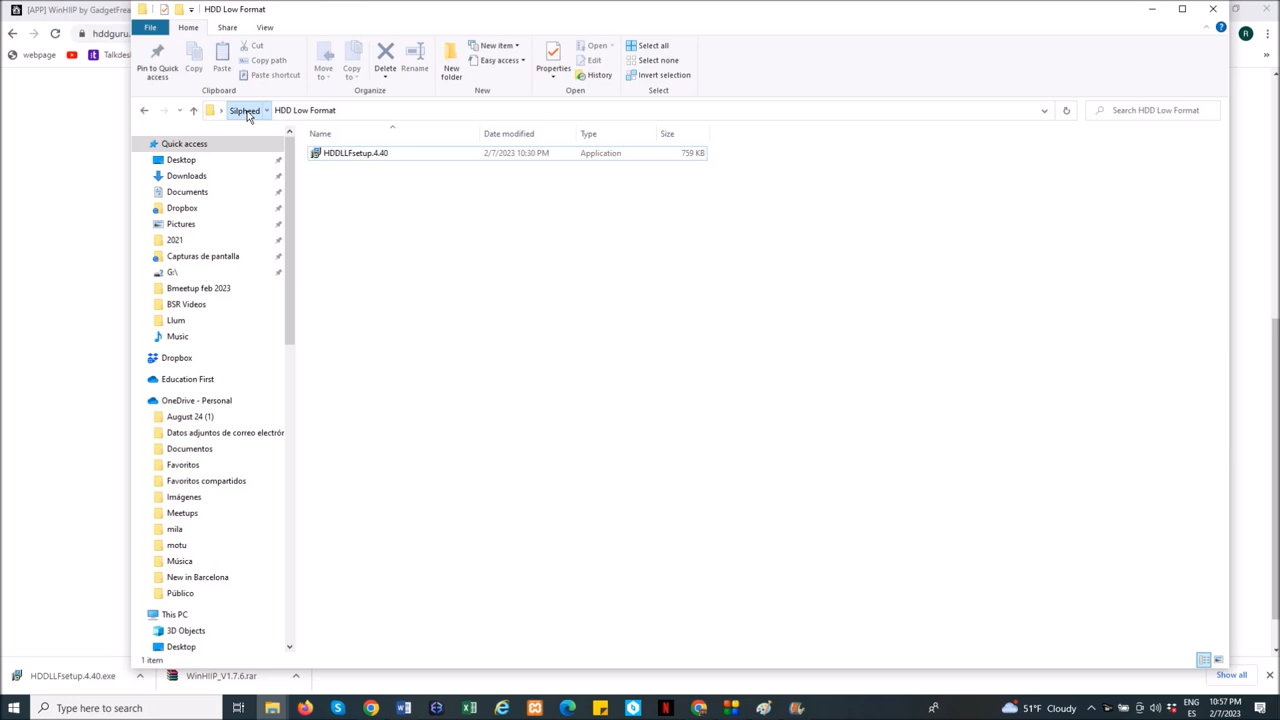 [APP] WinHIIP by GadgetFrea
HDD Low Format
hddguru.
R
webpage
Talkdesk
File
Home
Share
View
Pin to Quick access
Copy
Paste
Cut
Copy path
Paste shortcut
Clipboard
Move to
Copy to
Delete
Rename
Organize
New folder
New item
Easy access
New
Properties
Open
Edit
History
Open
Select all
Select none
Invert selection
Select
Silpheed
HDD Low Format
Search HDD Low Format
Name
Date modified
Type
Size
HDDLLFsetup.4.40
2/7/2023 10:30 PM
Application
759 KB
Quick access
Desktop
Downloads
Documents
Dropbox
Pictures
2021
Capturas de pantalla
G:\
Bmeetup feb 2023
BSR Videos
Llum
Music
Dropbox
Education First
OneDrive - Personal
August 24 (1)
Datos adjuntos de correo electrór
Documentos
Favoritos
Favoritos compartidos
Imágenes
Meetups
mila
motu
Música
New in Barcelona
Público
This PC
3D Objects
Desktop
1 item
HDDLLFsetup.4.40.exe
WinHIIP_V1.7.6.rar
Show all
Type here to search
51°F Cloudy
ENG
ES
10:57 PM
2/7/2023